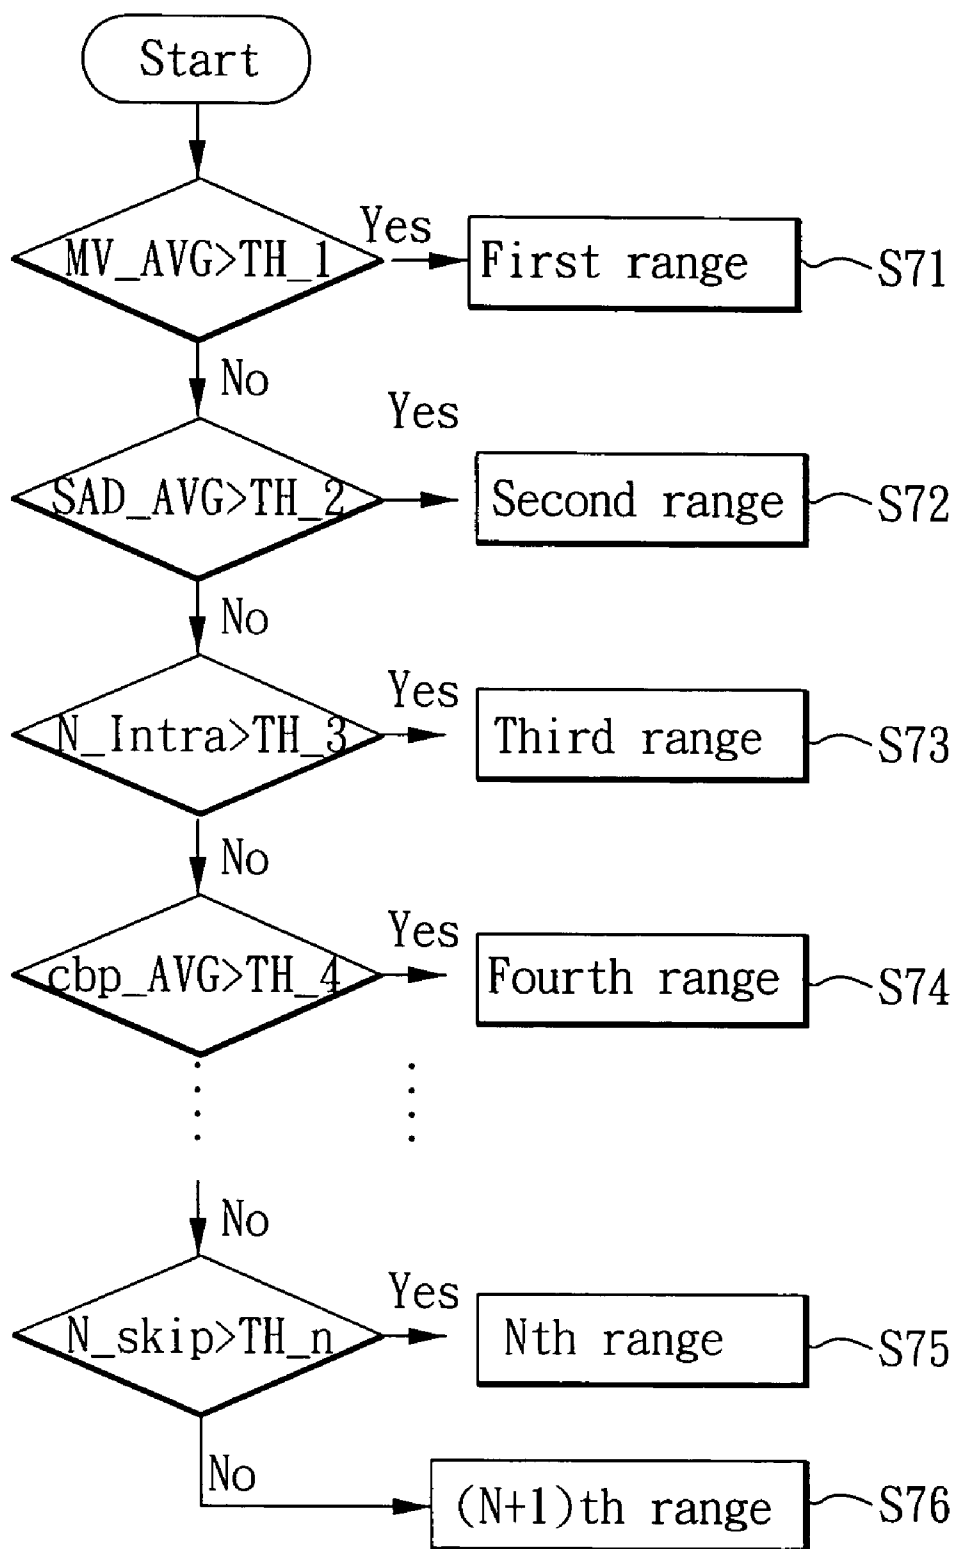 Start
MV_AVG>TH_1
Yes
First range
S71
No
Yes
SAD_AVG>TH_2
Second range
S72
No
Yes
N_Intra>TH_3
Third range
S73
No
Yes
cbp_AVG>TH_4
Fourth range
S74
No
Yes
N_skip>TH_n
Nth range
S75
No
(N+1)th range
S76